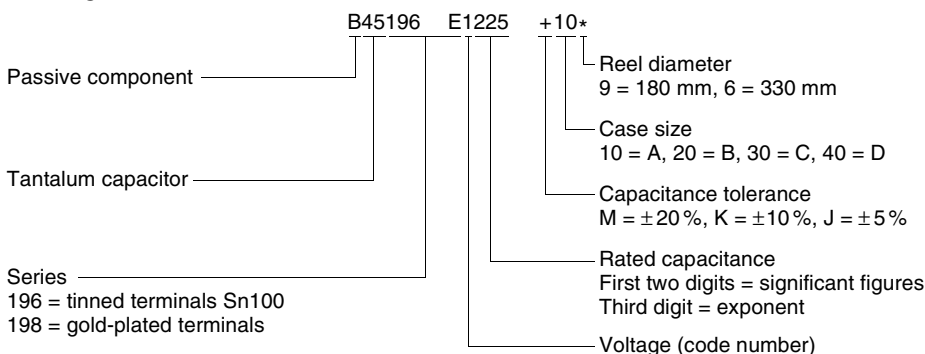 B45196 E1225 +10*
Passive component
Reel diameter
9 = 180 mm, 6 = 330 mm
Case size
10 = A, 20 = B, 30 = C, 40 = D
Tantalum capacitor
Capacitance tolerance
M = ±20 %, K = ±10 %, J = ±5 %
Series
196 = tinned terminals Sn100
198 = gold-plated terminals
Rated capacitance
First two digits = significant figures
Third digit = exponent
Voltage (code number)